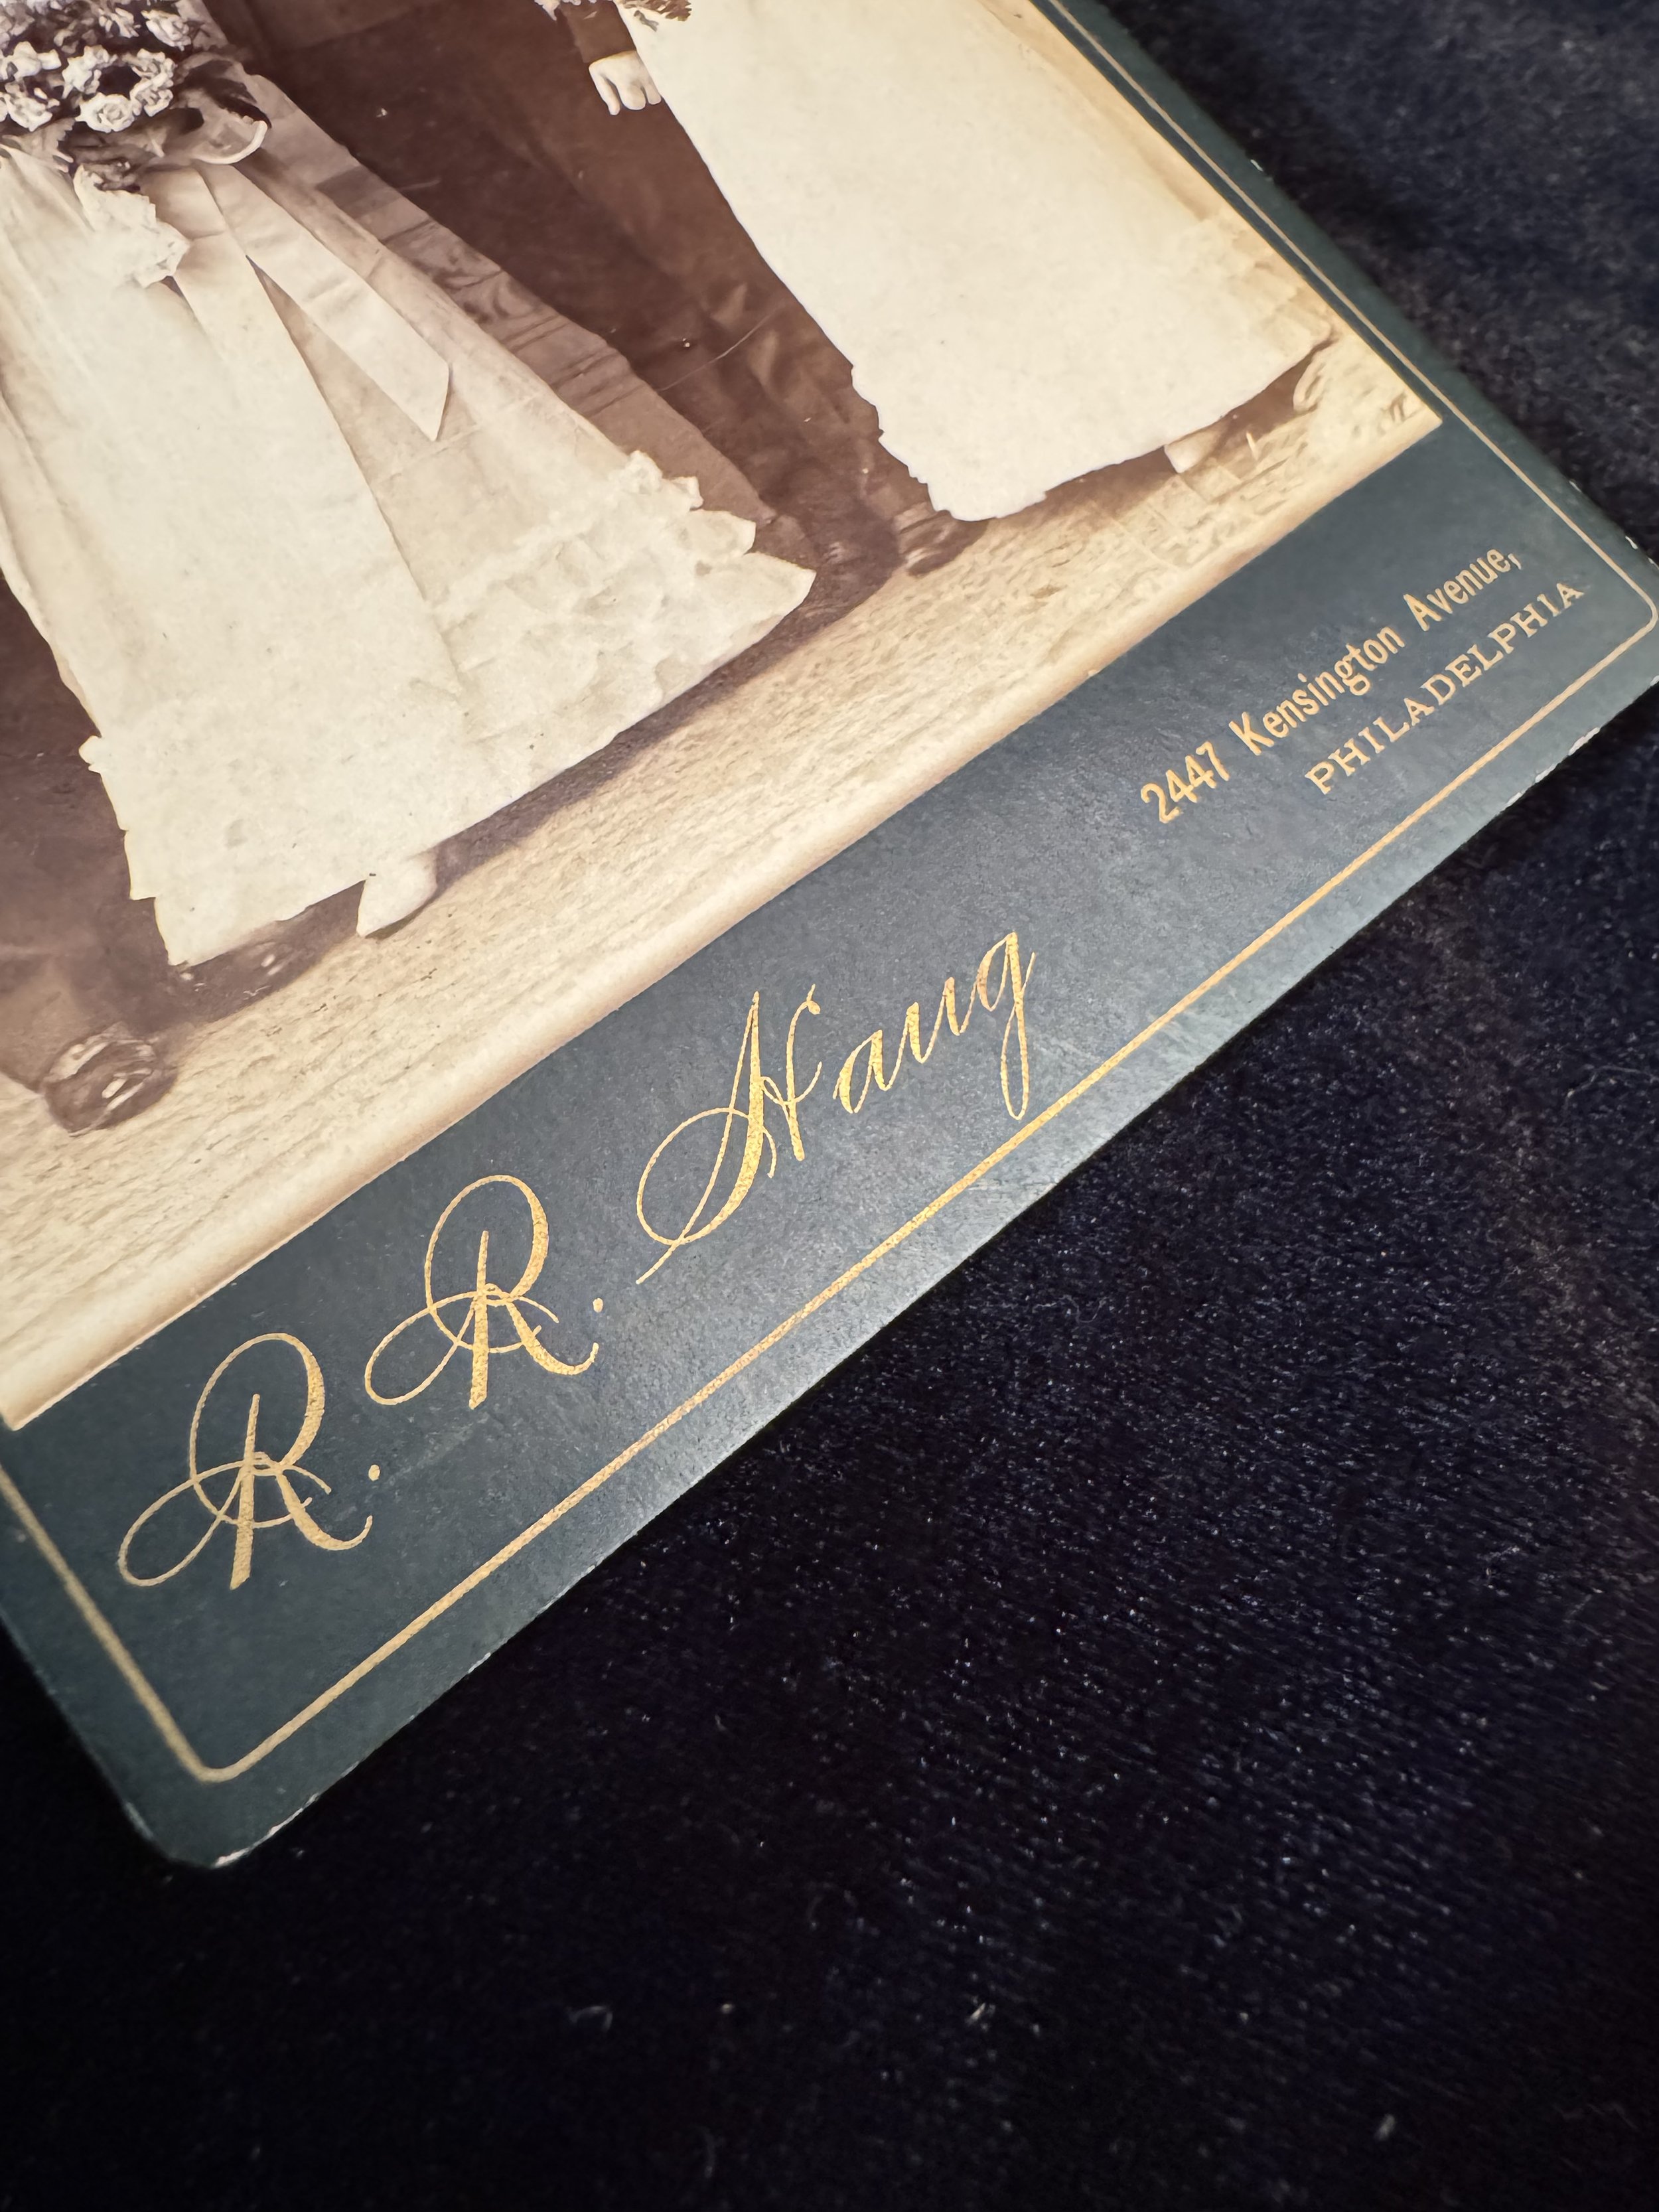 R. R. Haug
2447 Kensington Avenue,
PHILADELPHIA